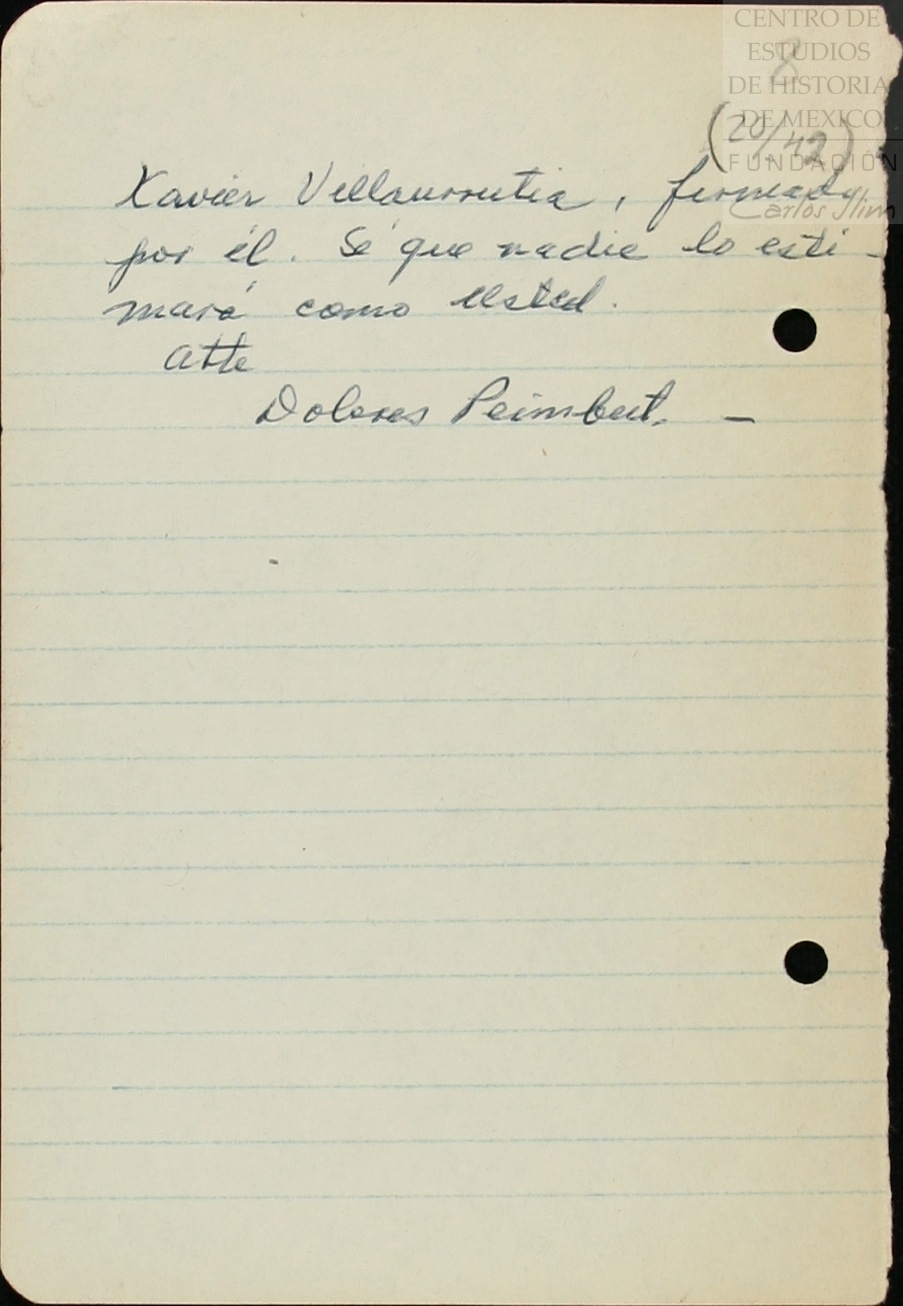 CENTRO DE
ESTUDIOS
DE HISTORIA
DE MEXICO
FUNDACIÓN
Carlos Slim
8
(20/42)
Xavier Villaurrutia, firmado
por él. Sé que nadie lo esti-
mará como Usted.
Atte
Dolores Peimbert. —